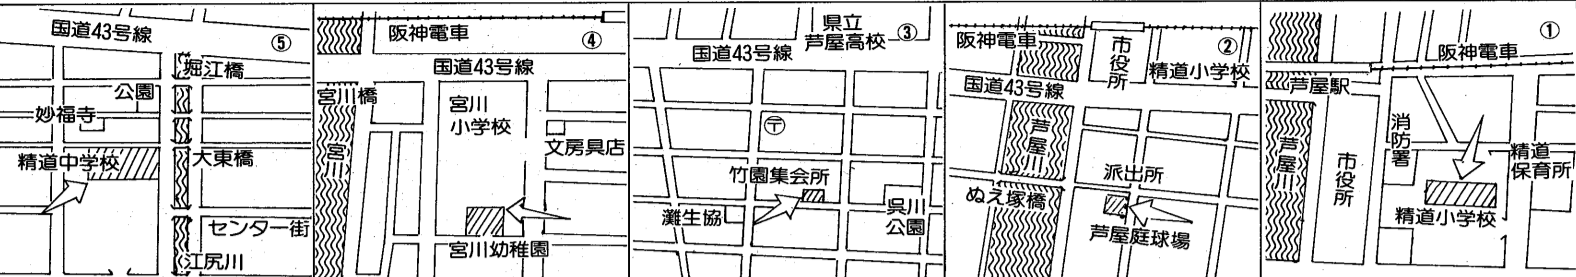 ①
阪神電車
芦屋駅
消防署
芦屋川
市役所
精道
保育所
精道小学校
②
阪神電車
市役所
精道小学校
国道43号線
芦屋川
派出所
ぬえ塚橋
芦屋庭球場
③
県立
芦屋高校
国道43号線
〒
竹園集会所
灘生協
呉川
公園
④
阪神電車
国道43号線
宮川橋
宮川
小学校
宮川
文房具店
宮川幼稚園
⑤
国道43号線
堀江橋
公園
妙福寺
精道中学校
大東橋
センター街
江尻川